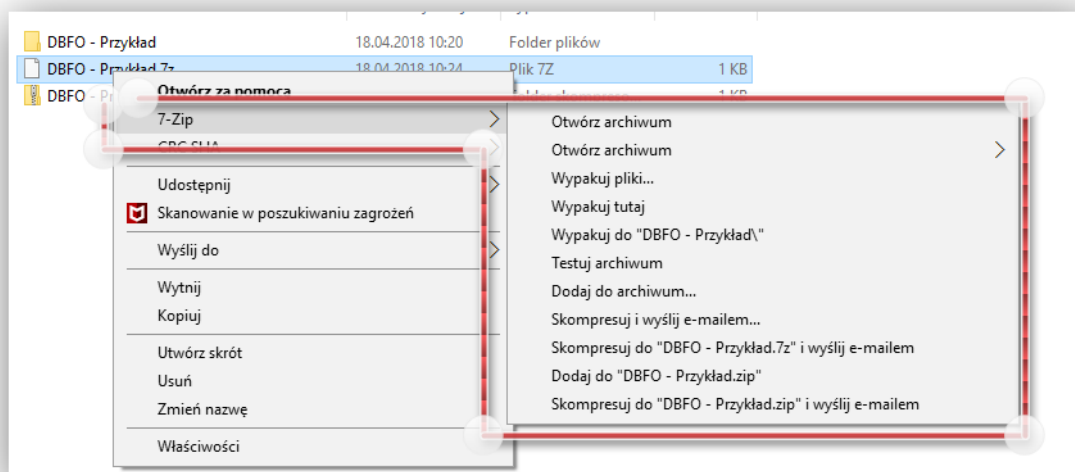 DBFO - Przykład 18.04.2018 10:20 Folder plików
DBFO - Przykład.7z 18.04.2018 10:24 Plik 7Z 1 KB
DBFO - 1 KB
Otwórz za pomocą
7-Zip
CRC SHA
Udostępnij
Skanowanie w poszukiwaniu zagrożeń
Wyślij do
Wytnij
Kopiuj
Utwórz skrót
Usuń
Zmień nazwę
Właściwości
Otwórz archiwum
Otwórz archiwum
Wypakuj pliki...
Wypakuj tutaj
Wypakuj do "DBFO - Przykład\"
Testuj archiwum
Dodaj do archiwum...
Skompresuj i wyślij e-mailem...
Skompresuj do "DBFO - Przykład.7z" i wyślij e-mailem
Dodaj do "DBFO - Przykład.zip"
Skompresuj do "DBFO - Przykład.zip" i wyślij e-mailem